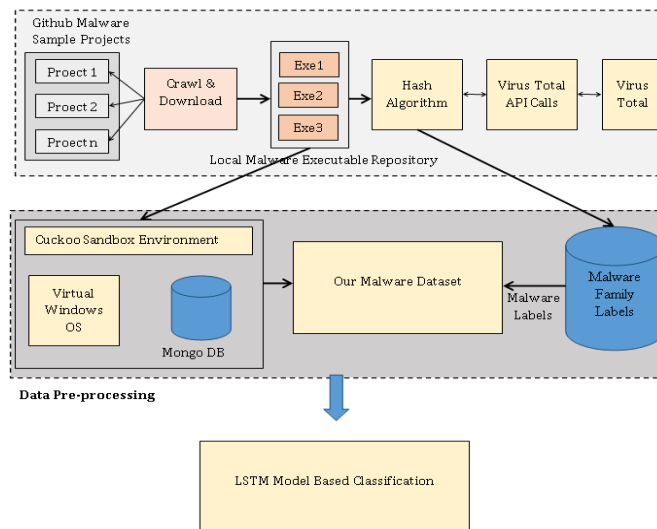 Github Malware
Sample Projects
Proect 1
Proect 2
Proect n
Crawl &
Download
Exe1
Exe2
Exe3
Hash
Algorithm
Virus Total
API Calls
Virus
Total
Local Malware Executable Repository
Cuckoo Sandbox Environment
Virtual
Windows
OS
Mongo DB
Our Malware Dataset
Malware
Labels
Malware
Family
Labels
Data Pre-processing
LSTM Model Based Classification